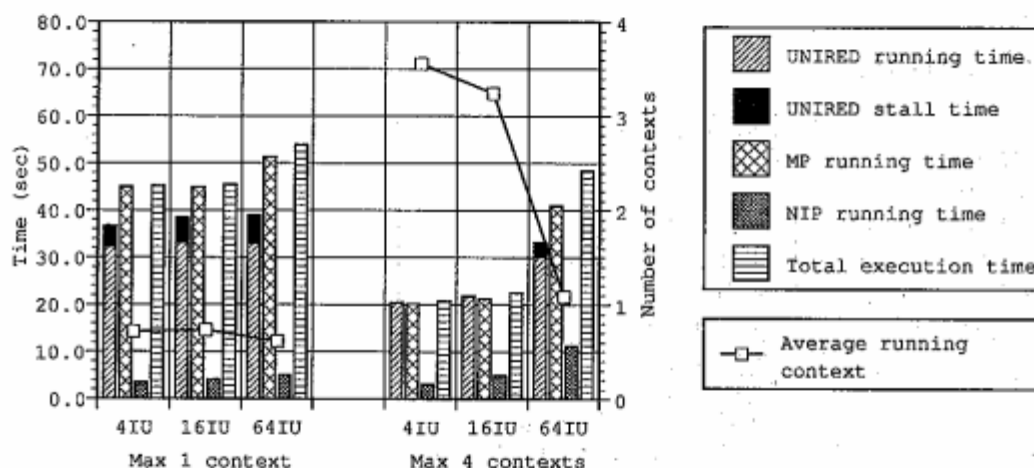 80.0
70.0
60.0
50.0
40.0
30.0
20.0
10.0
0.0
Time (sec)
4
3
2
1
0
Number of contexts
4IU 16IU 64IU 4IU 16IU 64IU
Max 1 context Max 4 contexts
UNIRED running time
UNIRED stall time
MP running time
NIP running time
Total execution time
Average running
context